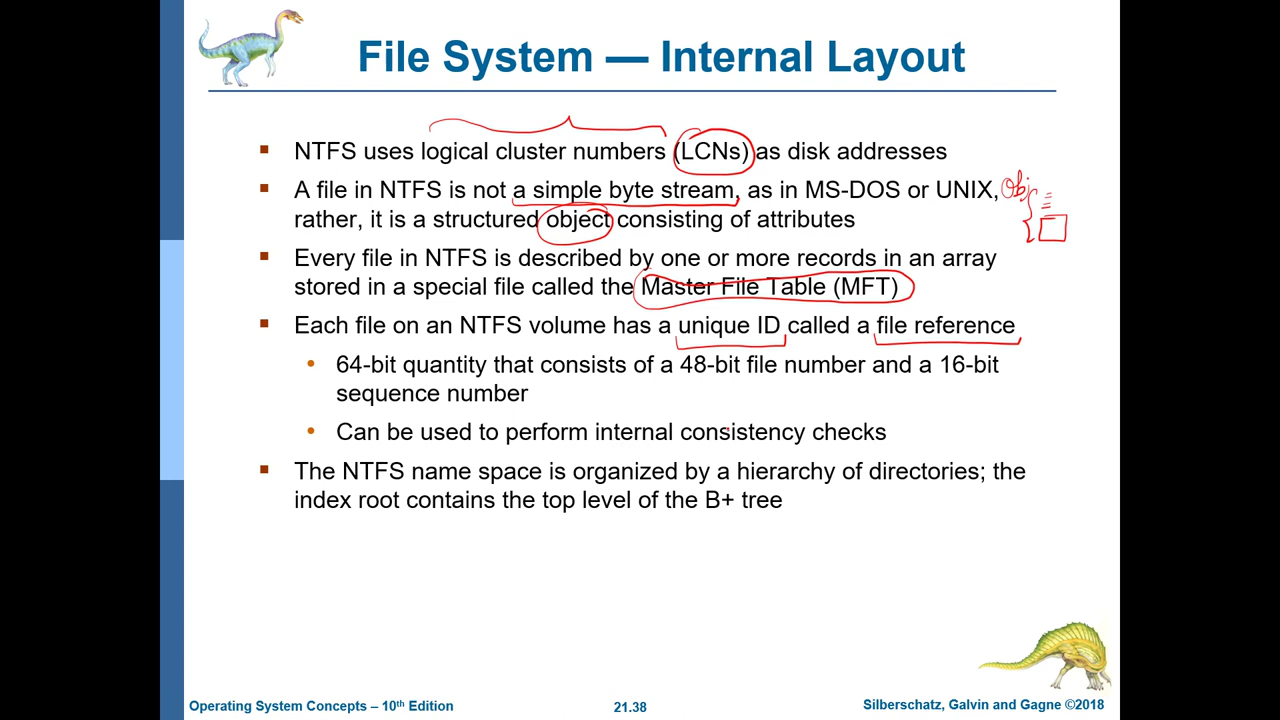 File System — Internal Layout
▪ NTFS uses logical cluster numbers (LCNs) as disk addresses
▪ A file in NTFS is not a simple byte stream, as in MS-DOS or UNIX,
Obj
rather, it is a structured object consisting of attributes
▪ Every file in NTFS is described by one or more records in an array
stored in a special file called the Master File Table (MFT)
▪ Each file on an NTFS volume has a unique ID called a file reference
• 64-bit quantity that consists of a 48-bit file number and a 16-bit
sequence number
• Can be used to perform internal consistency checks
▪ The NTFS name space is organized by a hierarchy of directories; the
index root contains the top level of the B+ tree
Operating System Concepts – 10th Edition
21.38
Silberschatz, Galvin and Gagne ©2018